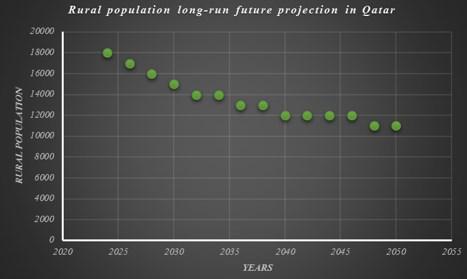 Rural population long-run future projection in Qatar
20000
18000
16000
14000
12000
10000
8000
6000
4000
2000
0
RURAL POPULATION
2020 2025 2030 2035 2040 2045 2050 2055
YEARS